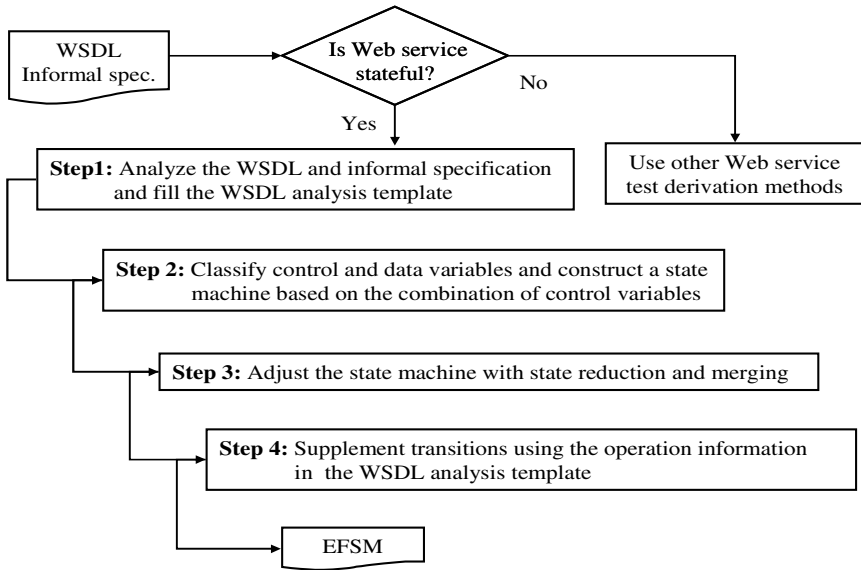 WSDL
Informal spec.
Is Web service
stateful?
No
Yes
Step1: Analyze the WSDL and informal specification
and fill the WSDL analysis template
Use other Web service
test derivation methods
Step 2: Classify control and data variables and construct a state
machine based on the combination of control variables
Step 3: Adjust the state machine with state reduction and merging
Step 4: Supplement transitions using the operation information
in the WSDL analysis template
EFSM